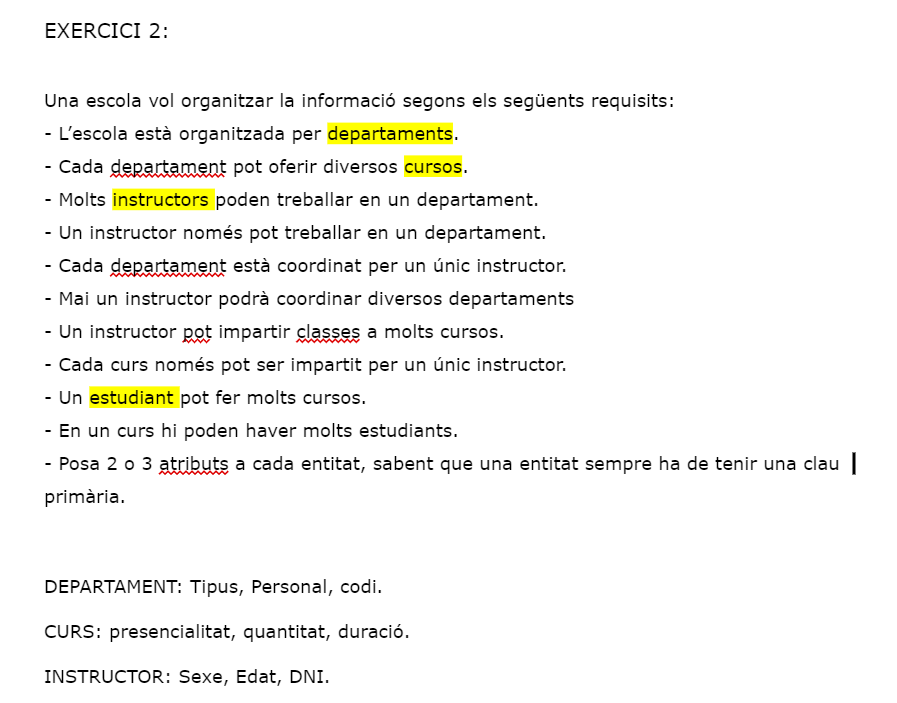 EXERCICI 2:
Una escola vol organitzar la informació segons els següents requisits:
- L’escola està organitzada per departaments.
- Cada departament pot oferir diversos cursos.
- Molts instructors poden treballar en un departament.
- Un instructor només pot treballar en un departament.
- Cada departament està coordinat per un únic instructor.
- Mai un instructor podrà coordinar diversos departaments
- Un instructor pot impartir classes a molts cursos.
- Cada curs només pot ser impartit per un únic instructor.
- Un estudiant pot fer molts cursos.
- En un curs hi poden haver molts estudiants.
- Posa 2 o 3 atributs a cada entitat, sabent que una entitat sempre ha de tenir una clau
primària.
DEPARTAMENT: Tipus, Personal, codi.
CURS: presencialitat, quantitat, duració.
INSTRUCTOR: Sexe, Edat, DNI.